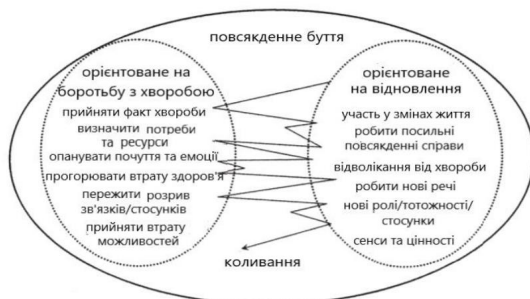 повсякденне буття
орієнтоване на
боротьбу з хворобою
прийняти факт хвороби
визначити потреби
та ресурси
опанувати почуття та емоції
прогорювати втрату здоров'я
пережити розрив
зв'язків/стосунків
прийняти втрату
можливостей
орієнтоване
на відновлення
участь у змінах життя
робити посильні
повсякденні справи
відволікання від хвороби
робити нові речі
нові ролі/тотожності/
стосунки
сенси та цінності
коливання